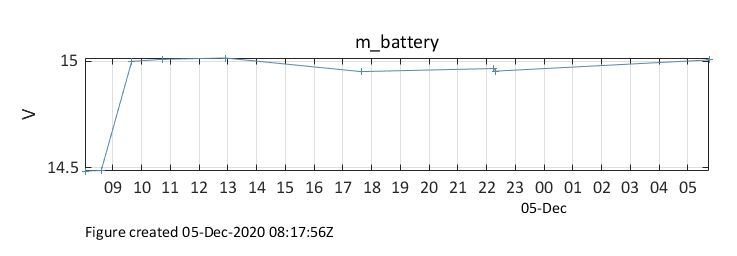 m_battery
15
V
14.5
09 10 11 12 13 14 15 16 17 18 19 20 21 22 23 00 01 02 03 04 05
05-Dec
Figure created 05-Dec-2020 08:17:56Z